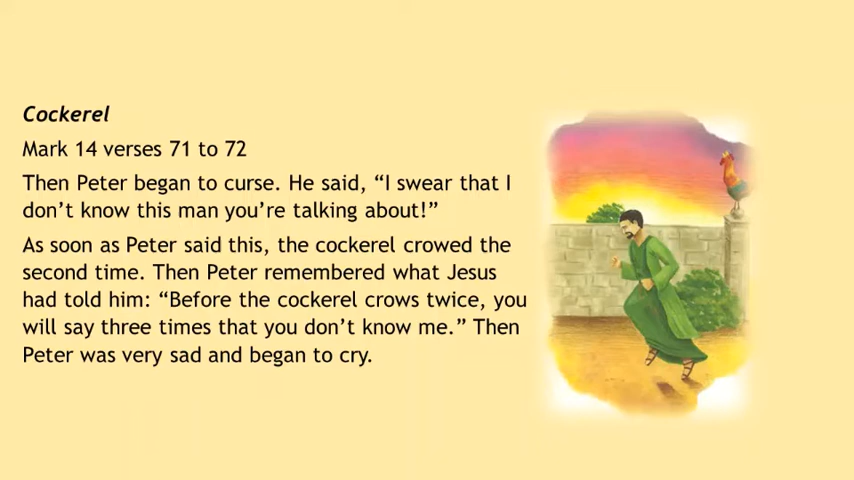 Cockerel
Mark 14 verses 71 to 72
Then Peter began to curse. He said, “I swear that I
don’t know this man you’re talking about!”
As soon as Peter said this, the cockerel crowed the
second time. Then Peter remembered what Jesus
had told him: “Before the cockerel crows twice, you
will say three times that you don’t know me.” Then
Peter was very sad and began to cry.